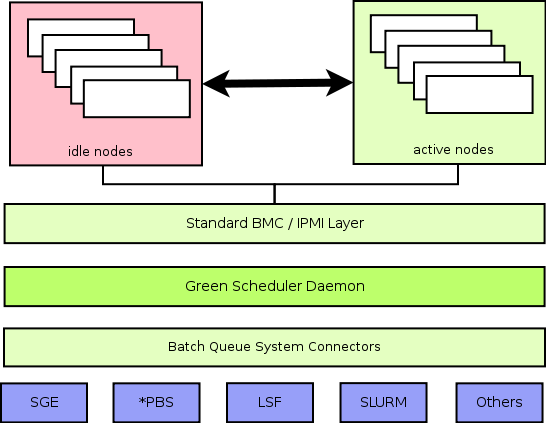 idle nodes
active nodes
Standard BMC / IPMI Layer
Green Scheduler Daemon
Batch Queue System Connectors
SGE
*PBS
LSF
SLURM
Others